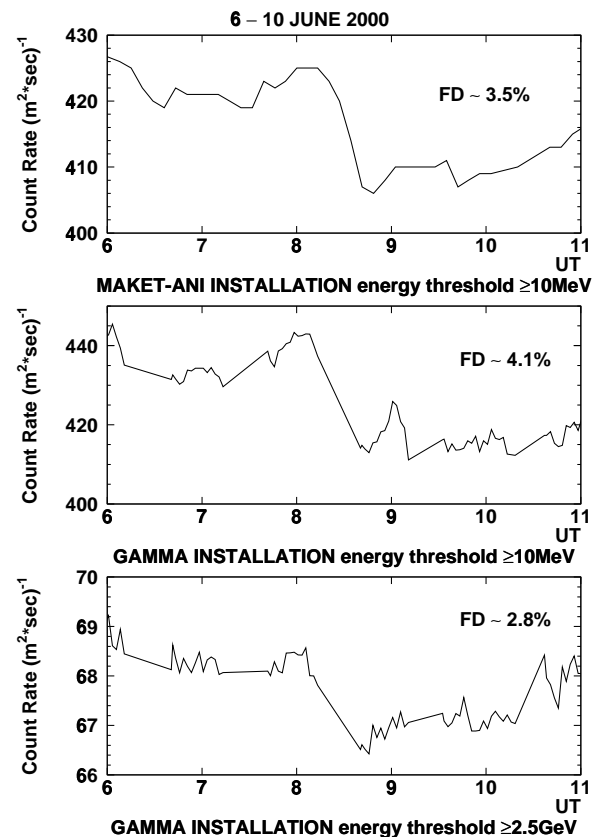 6 – 10 JUNE 2000
430
420
410
400
Count Rate (m²*sec)⁻¹
FD ~ 3.5%
6 7 8 9 10 11
UT
MAKET-ANI INSTALLATION energy threshold ≥10MeV
440
420
400
Count Rate (m²*sec)⁻¹
FD ~ 4.1%
6 7 8 9 10 11
UT
GAMMA INSTALLATION energy threshold ≥10MeV
70
69
68
67
66
Count Rate (m²*sec)⁻¹
FD ~ 2.8%
6 7 8 9 10 11
UT
GAMMA INSTALLATION energy threshold ≥2.5GeV